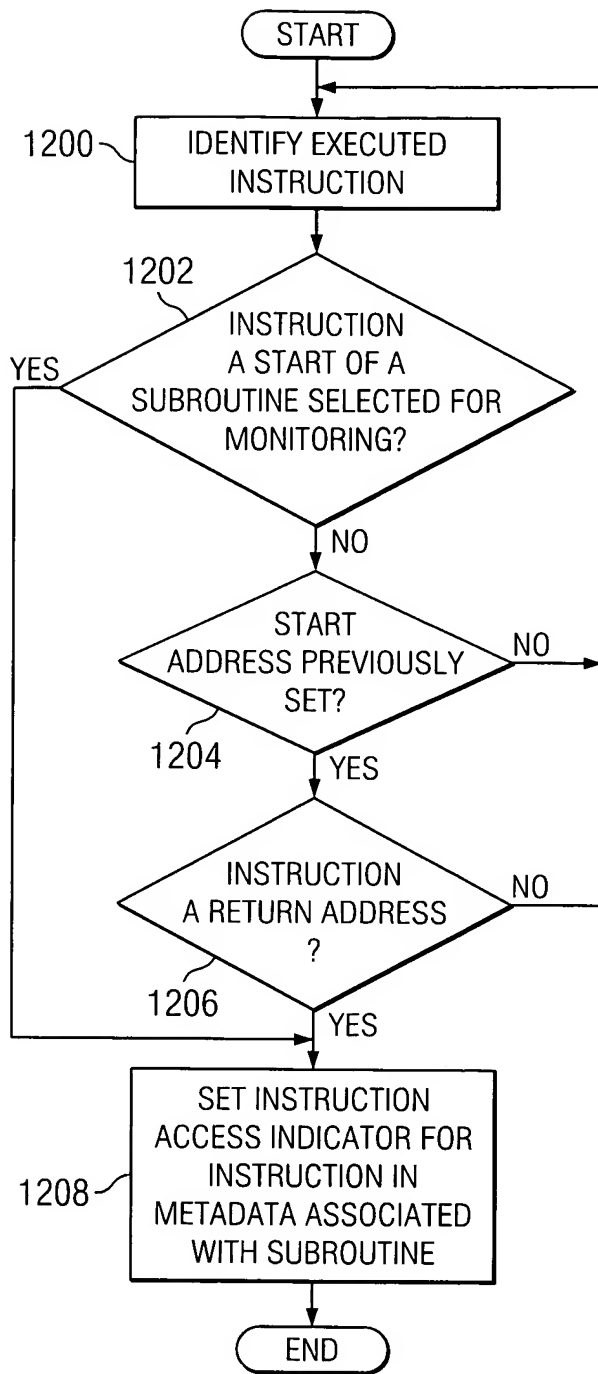 START
1200
IDENTIFY EXECUTED
INSTRUCTION
1202
YES
INSTRUCTION
A START OF A
SUBROUTINE SELECTED FOR
MONITORING?
NO
START
ADDRESS PREVIOUSLY
SET?
NO
1204
YES
INSTRUCTION
A RETURN ADDRESS
?
NO
1206
YES
1208
SET INSTRUCTION
ACCESS INDICATOR FOR
INSTRUCTION IN
METADATA ASSOCIATED
WITH SUBROUTINE
END